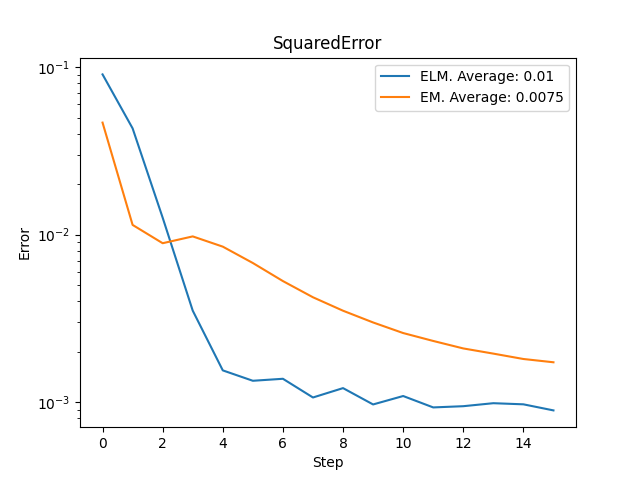 SquaredError
ELM. Average: 0.01
EM. Average: 0.0075
Error
10⁻¹
10⁻²
10⁻³
0 2 4 6 8 10 12 14
Step